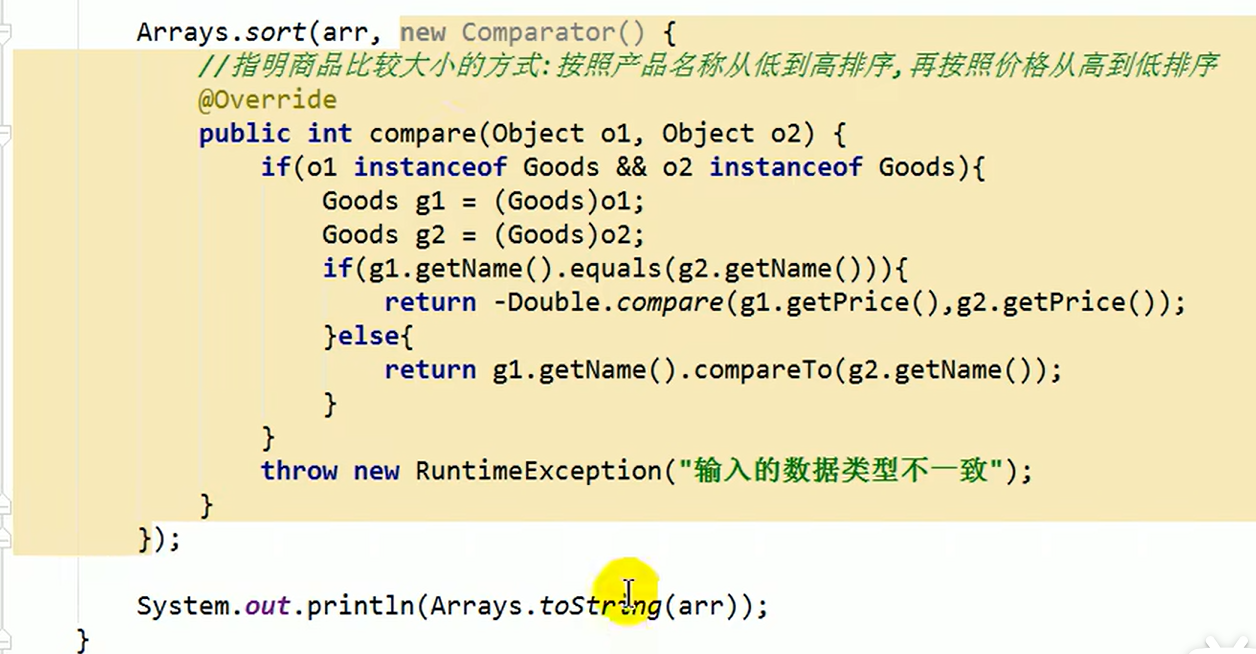 Arrays.sort(arr, new Comparator() {
//指明商品比较大小的方式:按照产品名称从低到高排序,再按照价格从高到低排序
@Override
public int compare(Object o1, Object o2) {
if(o1 instanceof Goods && o2 instanceof Goods){
Goods g1 = (Goods)o1;
Goods g2 = (Goods)o2;
if(g1.getName().equals(g2.getName())){
return -Double.compare(g1.getPrice(),g2.getPrice());
}else{
return g1.getName().compareTo(g2.getName());
}
}
throw new RuntimeException("输入的数据类型不一致");
}
});
System.out.println(Arrays.toString(arr));
}